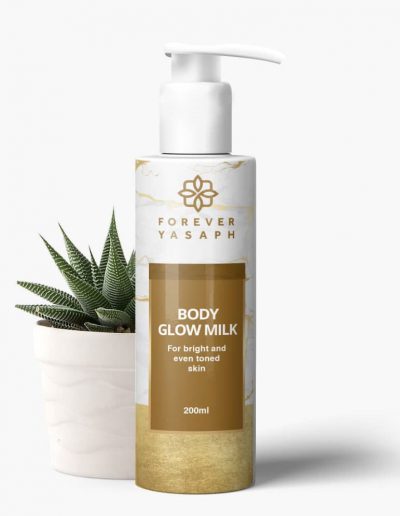 FOREVER
YASAPH
BODY
GLOW MILK
For bright and
even toned
skin
200ml